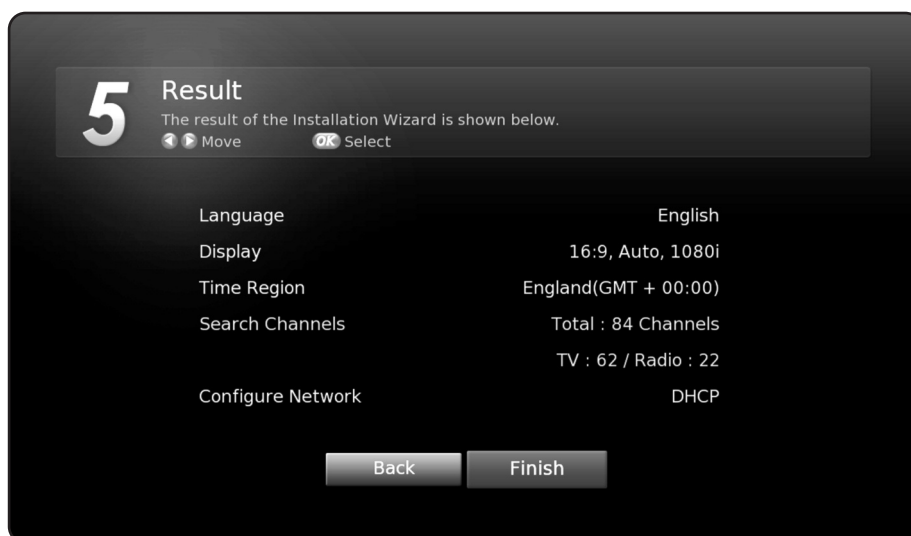 5
Result
The result of the Installation Wizard is shown below.
Move OK Select
Language English
Display 16:9, Auto, 1080i
Time Region England(GMT + 00:00)
Search Channels Total : 84 Channels
TV : 62 / Radio : 22
Configure Network DHCP
Back Finish